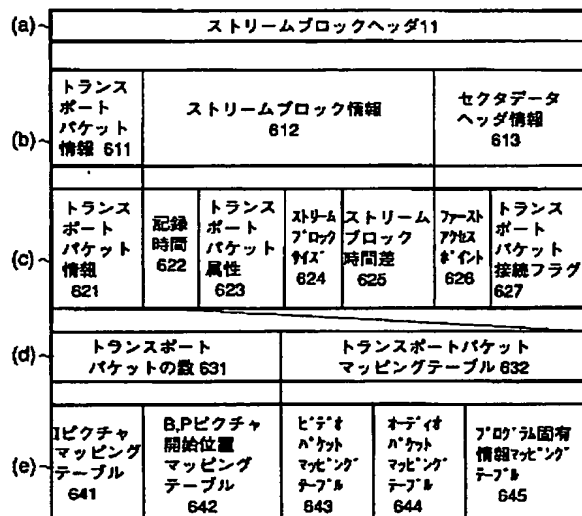 (a)
ストリームブロックヘッダ11
(b)
トランス
ポート
パケット
情報 611
ストリームブロック情報
612
セクタデータ
ヘッダ情報
613
(c)
トランス
ポート
パケット
情報
621
記録
時間
622
トランス
ポート
パケット
属性
623
ストリーム
ブロック
サイズ
624
ストリーム
ブロック
時間差
625
ファースト
アクセス
ポイント
626
トランス
ポート
パケット
接続フラグ
627
(d)
トランスポート
パケットの数 631
トランスポートパケット
マッピングテーブル 632
(e)
Iピクチャ
マッピング
テーブル
641
B,Pピクチャ
開始位置
マッピング
テーブル
642
ビデオ
パケット
マッピング
テーブル
643
オーディオ
パケット
マッピング
テーブル
644
プログラム固有
情報マッピング
テーブル
645